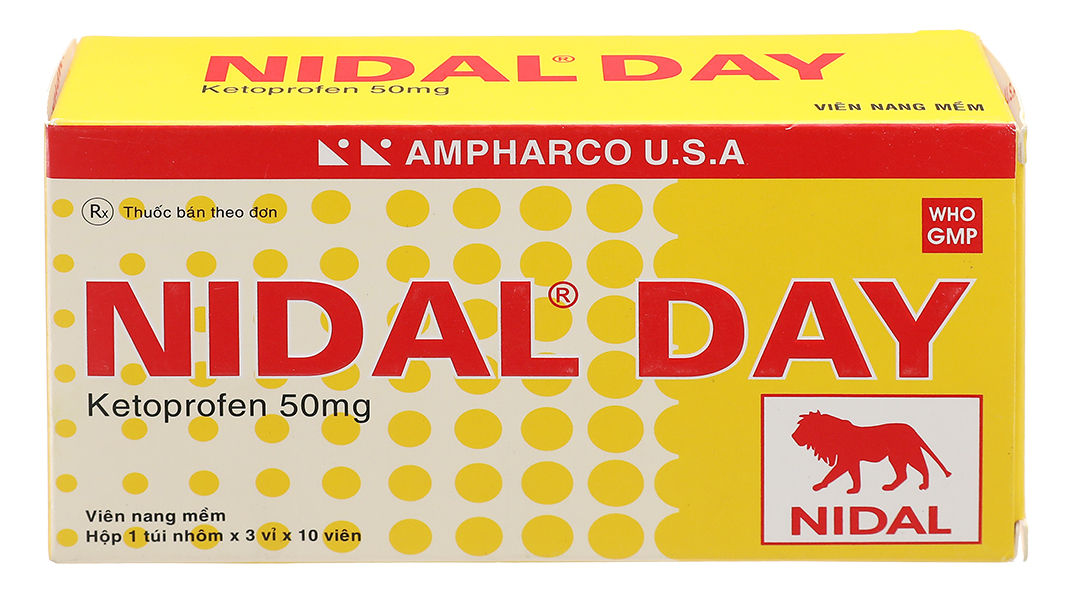 NIDAL® DAY
Ketoprofen 50mg
VIÊN NANG MỀM
AMPHARCO U.S.A
Rx Thuốc bán theo đơn
WHO
GMP
NIDAL® DAY
Ketoprofen 50mg
Viên nang mềm
Hộp 1 túi nhôm x 3 vỉ x 10 viên
NIDAL